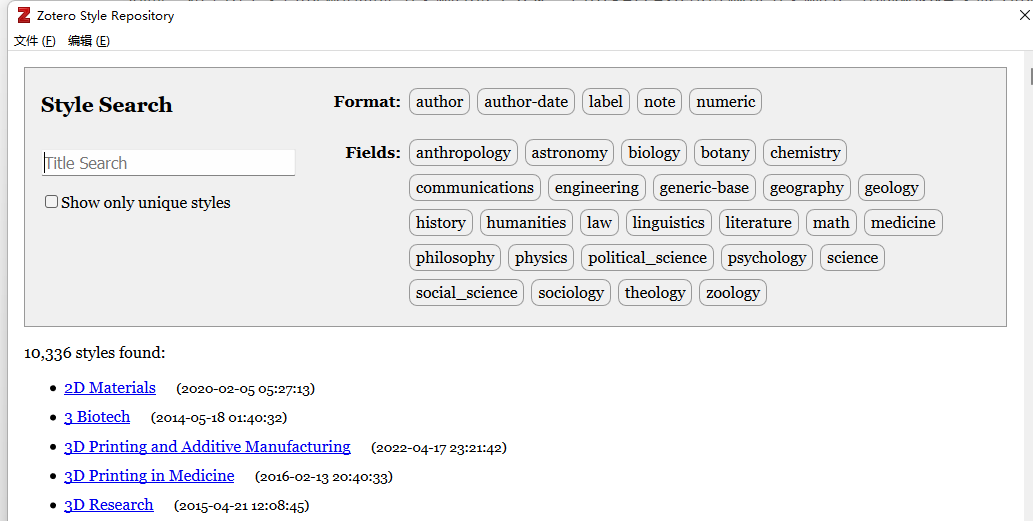 Zotero Style Repository
文件 (F) 编辑 (E)
Style Search
Title Search
Show only unique styles
Format: author author-date label note numeric
Fields: anthropology astronomy biology botany chemistry
communications engineering generic-base geography geology
history humanities law linguistics literature math medicine
philosophy physics political_science psychology science
social_science sociology theology zoology
10,336 styles found:
2D Materials (2020-02-05 05:27:13)
3 Biotech (2014-05-18 01:40:32)
3D Printing and Additive Manufacturing (2022-04-17 23:21:42)
3D Printing in Medicine (2016-02-13 20:40:33)
3D Research (2015-04-21 12:08:45)